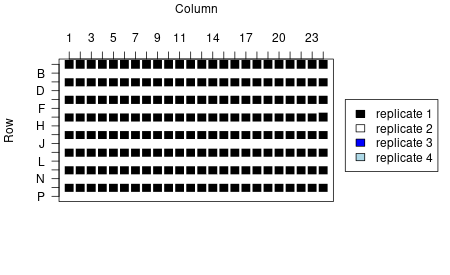 Column
1 3 5 7 9 11 14 17 20 23
Row
B
D
F
H
J
L
N
P
replicate 1
replicate 2
replicate 3
replicate 4